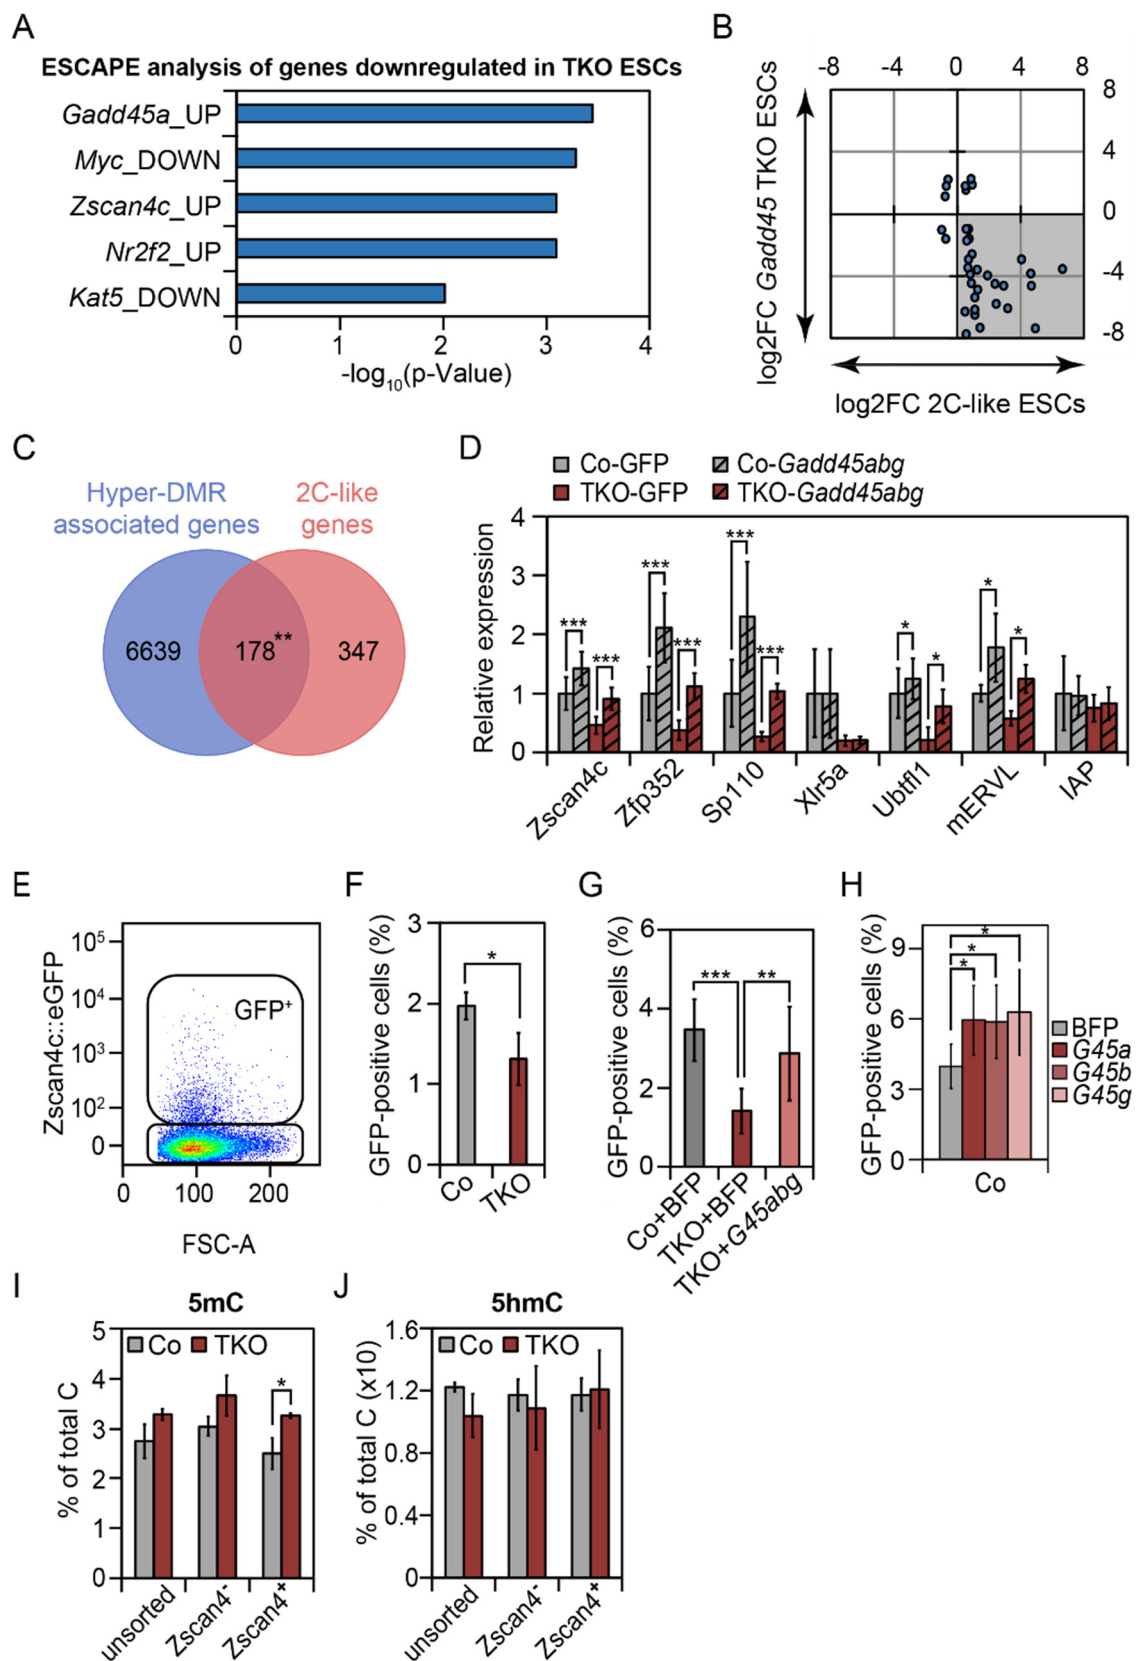 A
ESCAPE analysis of genes downregulated in TKO ESCs
Gadd45a_UP
Myc_DOWN
Zscan4c_UP
Nr2f2_UP
Kat5_DOWN
0 1 2 3 4
-log10(p-Value)
B
-8 -4 0 4 8
8
4
0
-4
-8
log2FC Gadd45 TKO ESCs
log2FC 2C-like ESCs
C
Hyper-DMR
associated genes
2C-like
genes
6639
178**
347
D
Co-GFP
Co-Gadd45abg
TKO-GFP
TKO-Gadd45abg
Relative expression
4
3
2
1
0
*** *** *** *** *** *** * * * *
Zscan4c
Zfp352
Sp110
Xlr5a
Ubtfl1
mERVL
IAP
E
Zscan4c::eGFP
10^5
10^4
10^3
10^2
0
GFP+
0 100 200
FSC-A
F
GFP-positive cells (%)
3
2
1
0
*
Co
TKO
G
GFP-positive cells (%)
6
4
2
0
*** **
Co+BFP
TKO+BFP
TKO+G45abg
H
GFP-positive cells (%)
9
6
3
0
*
*
*
Co
BFP
G45a
G45b
G45g
I
5mC
Co TKO
% of total C
5
4
3
2
1
0
*
unsorted
Zscan4-
Zscan4+
J
5hmC
Co TKO
% of total C (x10)
1.6
1.2
0.8
0.4
0
unsorted
Zscan4-
Zscan4+